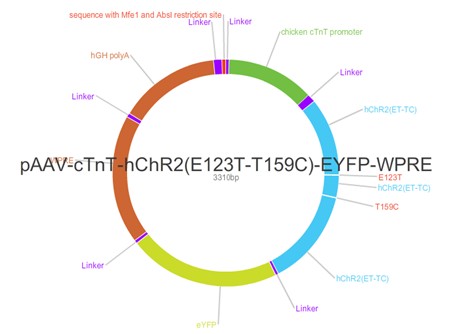 sequence with Mfe1 and AbsI restriction site
Linker
Linker
chicken cTnT promoter
hGH polyA
Linker
Linker
hChR2(ET-TC)
WPRE
pAAV-cTnT-hChR2(E123T-T159C)-EYFP-WPRE
3310bp
E123T
hChR2(ET-TC)
T159C
Linker
hChR2(ET-TC)
Linker
eYFP